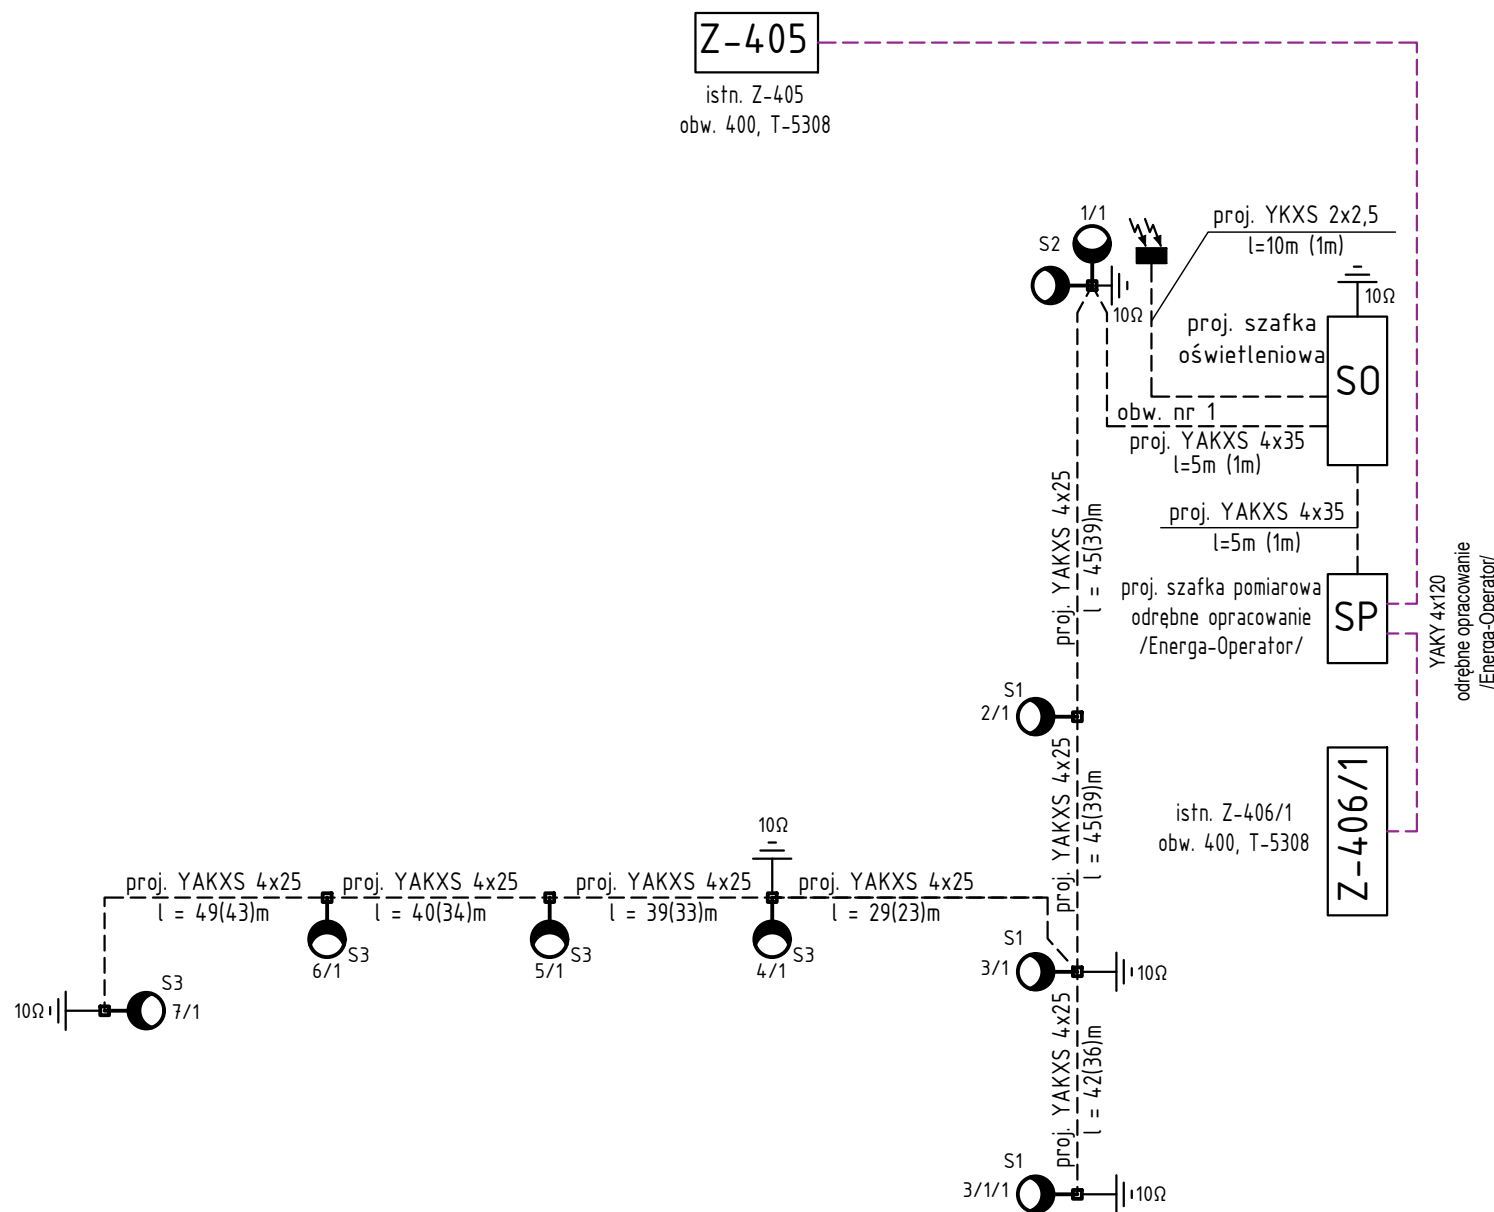 Z-405
istn. Z-405
obw. 400, T-5308
1/1
S2
10Ω
proj. YKXS 2x2,5
l=10m (1m)
10Ω
proj. szafka
oświetleniowa
SO
obw. nr 1
proj. YAKXS 4x35
l=5m (1m)
proj. YAKXS 4x25
l = 45(39)m
proj. YAKXS 4x35
l=5m (1m)
proj. szafka pomiarowa
odrębne opracowanie
/Energa-Operator/
SP
YAKY 4x120
odrębne opracowanie
/Energa-Operator/
S1
2/1
proj. YAKXS 4x25
l = 45(39)m
istn. Z-406/1
obw. 400, T-5308
Z-406/1
10Ω
proj. YAKXS 4x25
l = 49(43)m
proj. YAKXS 4x25
l = 40(34)m
proj. YAKXS 4x25
l = 39(33)m
proj. YAKXS 4x25
l = 29(23)m
S3
6/1
S3
5/1
S3
4/1
S1
3/1
10Ω
S3
7/1
10Ω
proj. YAKXS 4x25
l = 42(36)m
S1
3/1/1
10Ω